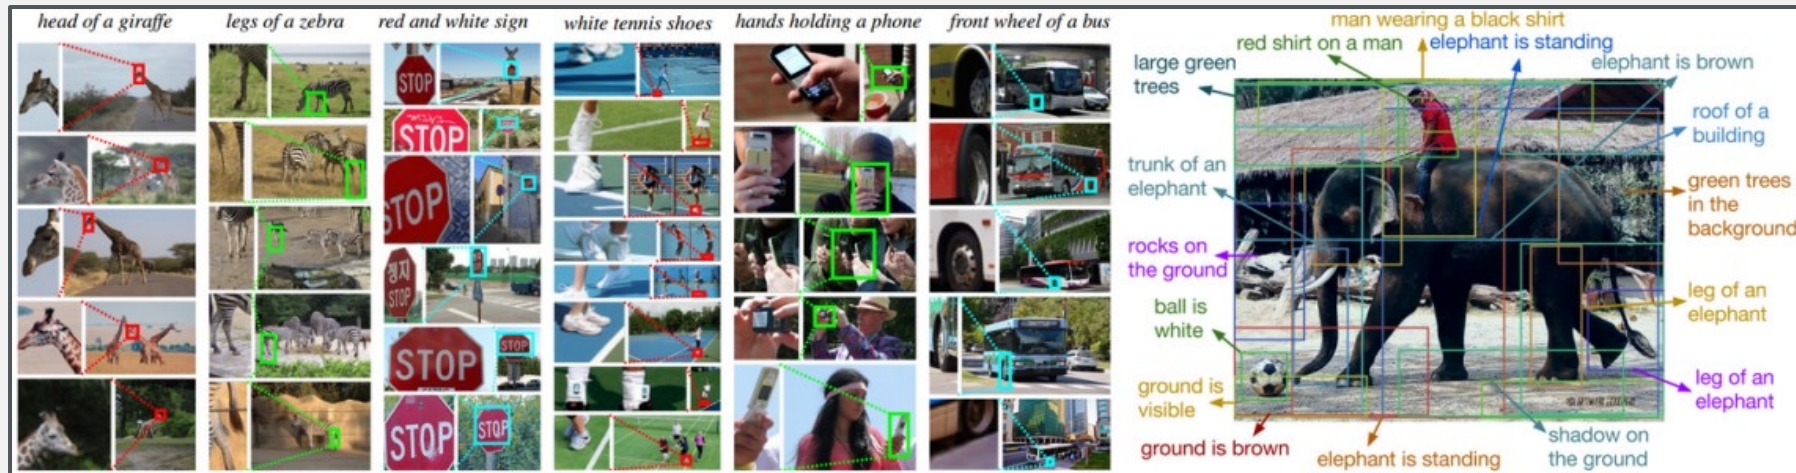 head of a giraffe
legs of a zebra
red and white sign
white tennis shoes
hands holding a phone
front wheel of a bus
STOP
STOP
STOP
정지
STOP
STOP
STOP
STOP
STOP
man wearing a black shirt
red shirt on a man
elephant is standing
large green
trees
elephant is brown
roof of a
building
trunk of an
elephant
green trees
in the
background
rocks on
the ground
leg of an
elephant
ball is
white
leg of an
elephant
ground is
visible
ground is brown
elephant is standing
shadow on
the ground